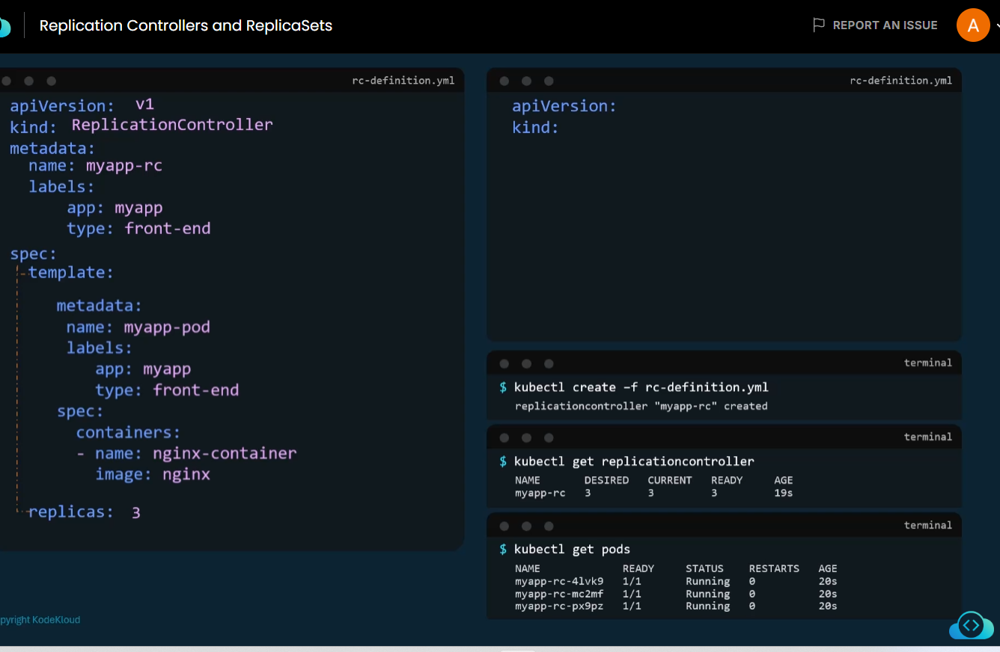 Replication Controllers and ReplicaSets
REPORT AN ISSUE
A
rc-definition.yml
apiVersion: v1
kind: ReplicationController
metadata:
  name: myapp-rc
  labels:
      app: myapp
      type: front-end
spec:
  template:
     metadata:
      name: myapp-pod
      labels:
         app: myapp
         type: front-end
     spec:
       containers:
       - name: nginx-container
         image: nginx
  replicas: 3
rc-definition.yml
apiVersion:
kind:
terminal
$ kubectl create –f rc-definition.yml
replicationcontroller "myapp-rc" created
terminal
$ kubectl get replicationcontroller
NAME DESIRED CURRENT READY AGE
myapp-rc 3 3 3 19s
terminal
$ kubectl get pods
NAME READY STATUS RESTARTS AGE
myapp-rc-4lvk9 1/1 Running 0 20s
myapp-rc-mc2mf 1/1 Running 0 20s
myapp-rc-px9pz 1/1 Running 0 20s
pyright KodeKloud